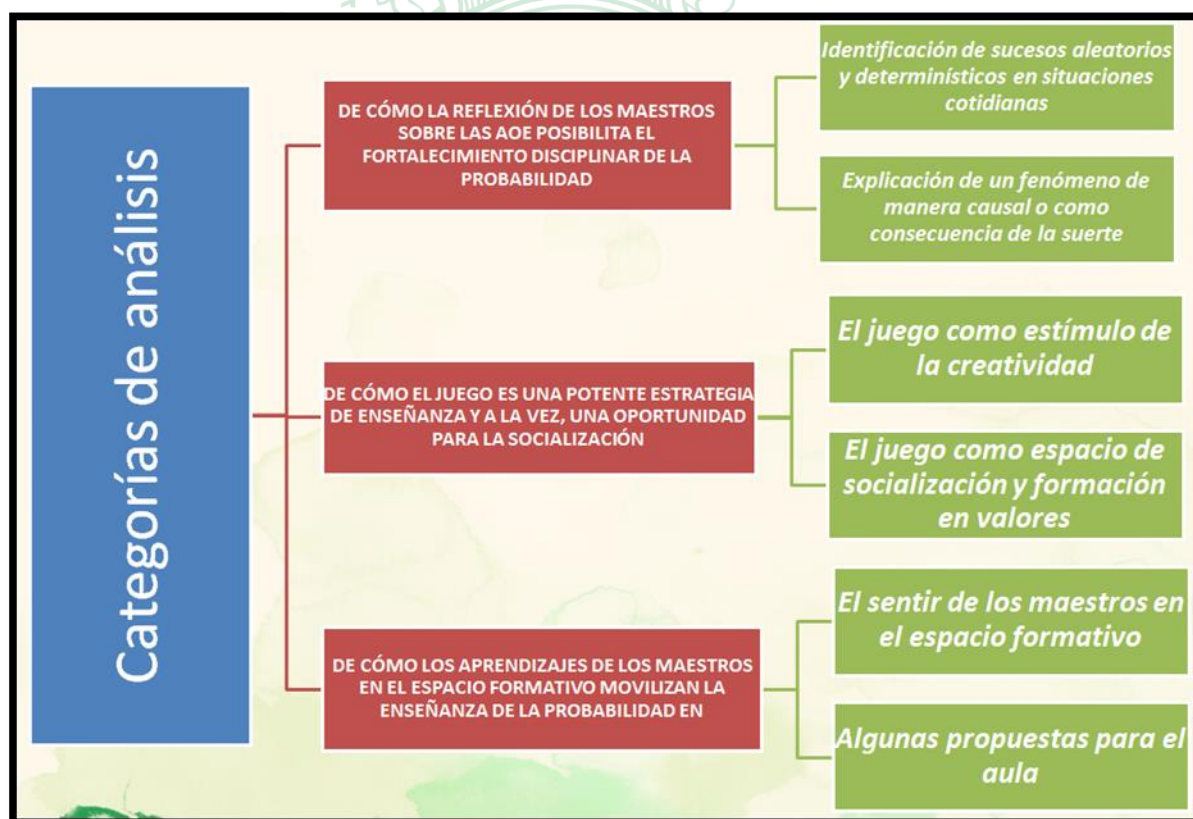 Categorías de análisis
DE CÓMO LA REFLEXIÓN DE LOS MAESTROS
SOBRE LAS AOE POSIBILITA EL
FORTALECIMIENTO DISCIPLINAR DE LA
PROBABILIDAD
Identificación de sucesos aleatorios
y determinísticos en situaciones
cotidianas
Explicación de un fenómeno de
manera causal o como
consecuencia de la suerte
DE CÓMO EL JUEGO ES UNA POTENTE ESTRATEGIA
DE ENSEÑANZA Y A LA VEZ, UNA OPORTUNIDAD
PARA LA SOCIALIZACIÓN
El juego como estímulo de
la creatividad
El juego como espacio de
socialización y formación
en valores
DE CÓMO LOS APRENDIZAJES DE LOS MAESTROS
EN EL ESPACIO FORMATIVO MOVILIZAN LA
ENSEÑANZA DE LA PROBABILIDAD EN
El sentir de los maestros en
el espacio formativo
Algunas propuestas para el
aula